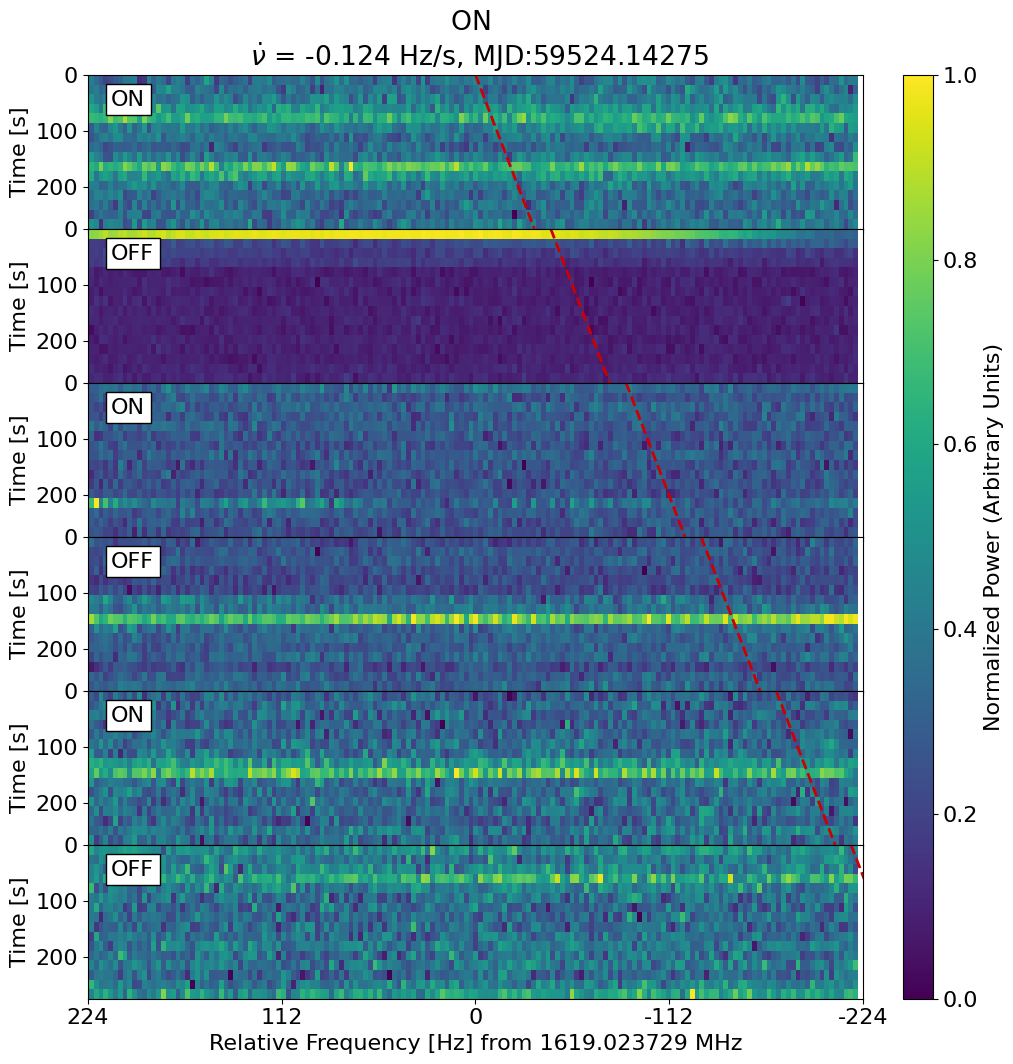 ON
ν̇ = -0.124 Hz/s, MJD:59524.14275
0
ON
100
Time [s]
200
0
OFF
100
Time [s]
200
0
ON
100
Time [s]
200
0
OFF
100
Time [s]
200
0
ON
100
Time [s]
200
0
OFF
100
Time [s]
200
224 112 0 -112 -224
Relative Frequency [Hz] from 1619.023729 MHz
1.0
0.8
0.6
0.4
0.2
0.0
Normalized Power (Arbitrary Units)